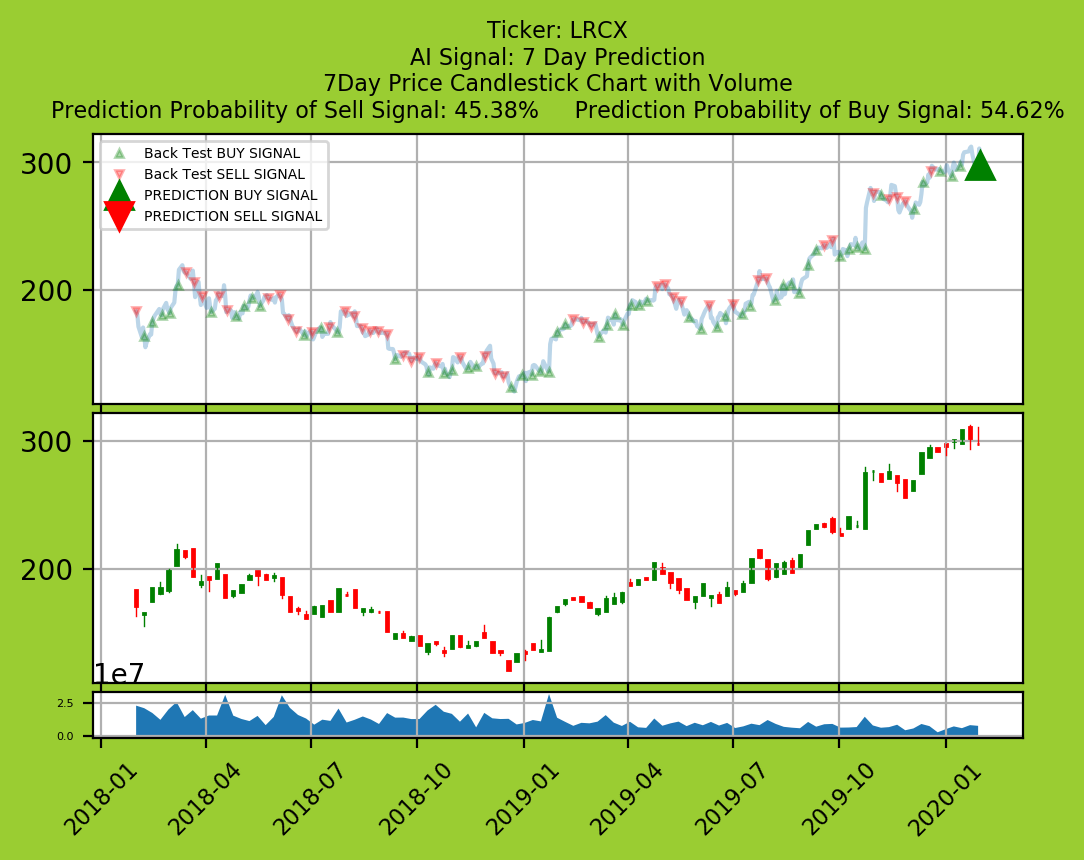 Ticker: LRCX
AI Signal: 7 Day Prediction
7Day Price Candlestick Chart with Volume
Prediction Probability of Sell Signal: 45.38% Prediction Probability of Buy Signal: 54.62%
Back Test BUY SIGNAL
Back Test SELL SIGNAL
PREDICTION BUY SIGNAL
PREDICTION SELL SIGNAL
300
200
300
200
1e7
2.5
0.0
2018-01 2018-04 2018-07 2018-10 2019-01 2019-04 2019-07 2019-10 2020-01